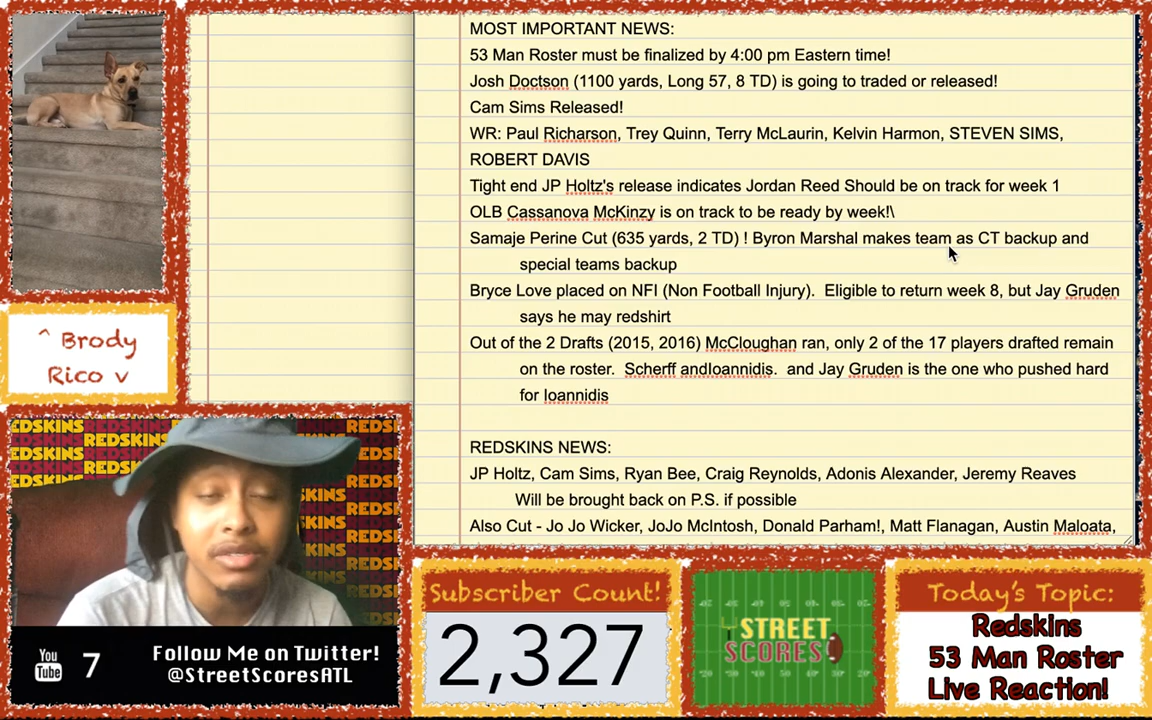 MOST IMPORTANT NEWS:
53 Man Roster must be finalized by 4:00 pm Eastern time!
Josh Doctson (1100 yards, Long 57, 8 TD) is going to traded or released!
Cam Sims Released!
WR: Paul Richarson, Trey Quinn, Terry McLaurin, Kelvin Harmon, STEVEN SIMS,
ROBERT DAVIS
Tight end JP Holtz's release indicates Jordan Reed Should be on track for week 1
OLB Cassanova McKinzy is on track to be ready by week!\
Samaje Perine Cut (635 yards, 2 TD) ! Byron Marshal makes team as CT backup and
special teams backup
Bryce Love placed on NFI (Non Football Injury).  Eligible to return week 8, but Jay Gruden
says he may redshirt
Out of the 2 Drafts (2015, 2016) McCloughan ran, only 2 of the 17 players drafted remain
on the roster.  Scherff andIoannidis.  and Jay Gruden is the one who pushed hard
for Ioannidis
REDSKINS NEWS:
JP Holtz, Cam Sims, Ryan Bee, Craig Reynolds, Adonis Alexander, Jeremy Reaves
Will be brought back on P.S. if possible
Also Cut - Jo Jo Wicker, JoJo McIntosh, Donald Parham!, Matt Flanagan, Austin Maloata,
^ Brody
Rico v
EDSKINS REDSKINS REDS
REDSKINS
You Tube 7
Follow Me on Twitter!
@StreetScoresATL
Subscriber Count!
2,327
STREET
SCORES
Today's Topic:
Redskins
53 Man Roster
Live Reaction!